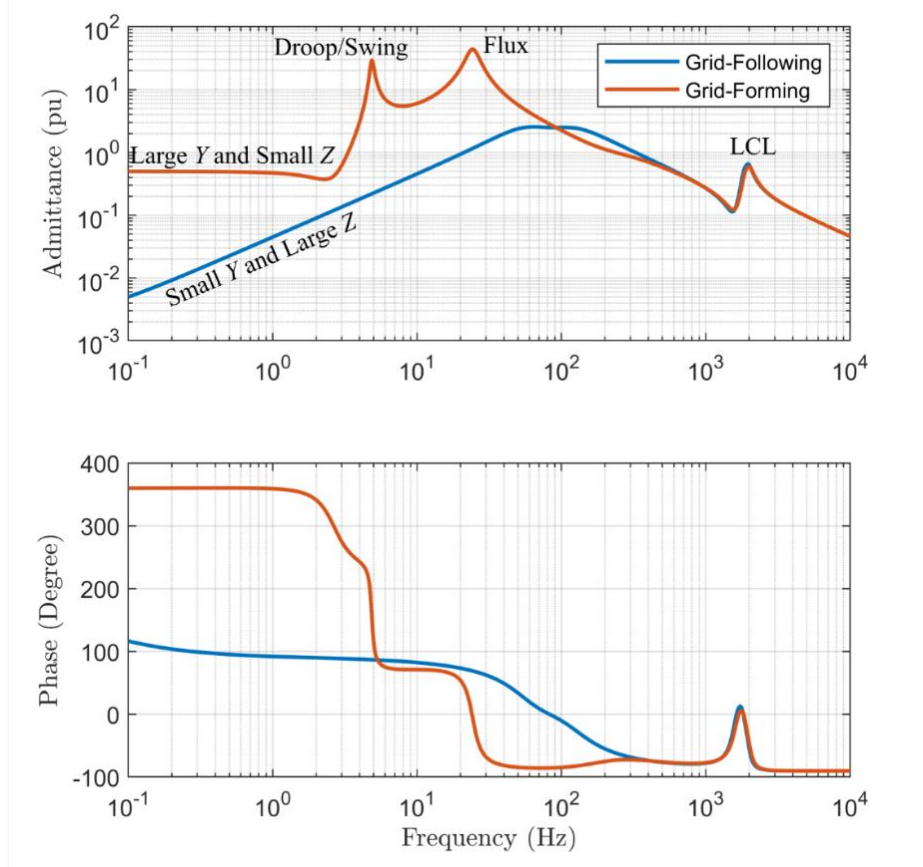 Admittance (pu)
10^2
10^1
10^0
10^-1
10^-2
10^-3
Droop/Swing
Flux
Grid-Following
Grid-Forming
Large Y and Small Z
LCL
Small Y and Large Z
10^-1 10^0 10^1 10^2 10^3 10^4
Phase (Degree)
400
300
200
100
0
-100
10^-1 10^0 10^1 10^2 10^3 10^4
Frequency (Hz)